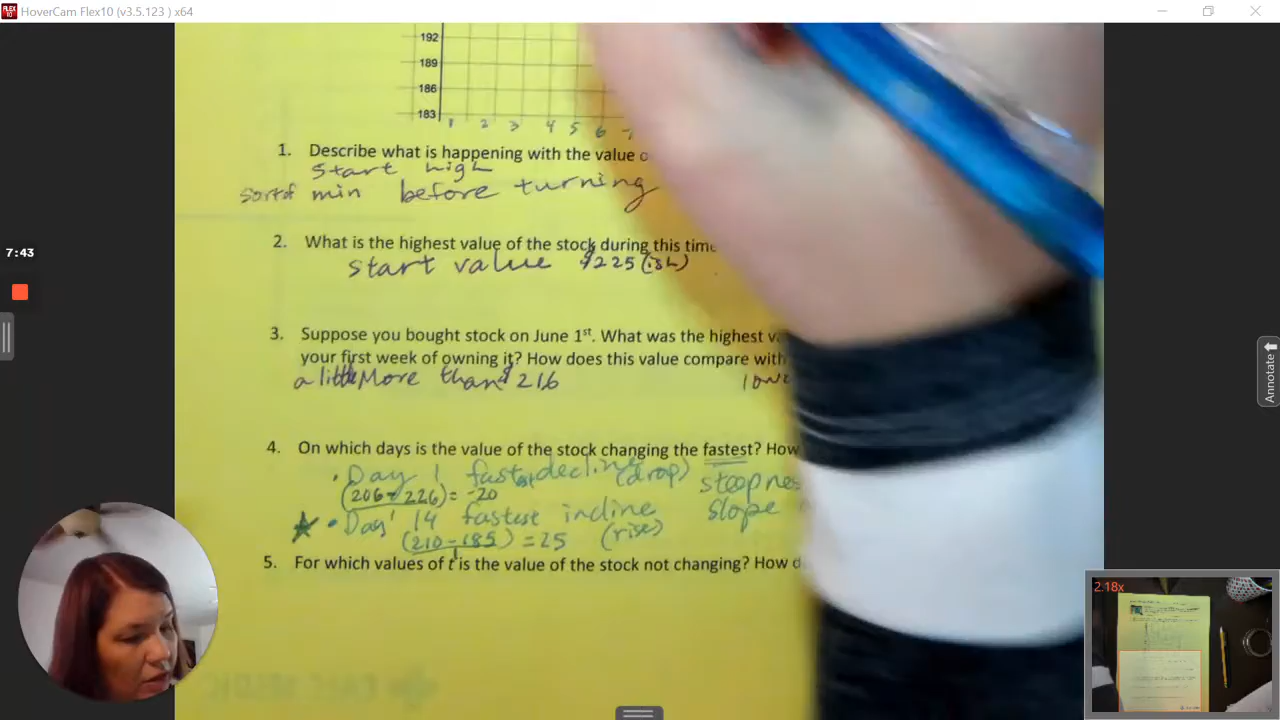 HoverCam Flex10 (v3.5.123 ) x64
192
189
186
183
1 2 3 4 5 6 7
1. Describe what is happening with the value o
start high
sort of min before turning
2. What is the highest value of the stock during this time
start value $225 (ish)
3. Suppose you bought stock on June 1st. What was the highest va
your first week of owning it? How does this value compare with
a little More than $216 lowe
4. On which days is the value of the stock changing the fastest? How
• Day 1 fastest decline (drop) steepnes
(206 - 226) = -20
• Day 14 fastest incline slope
(210 - 185) = 25 (rise)
5. For which values of t is the value of the stock not changing? How d
7:43
Annotate
2.18x